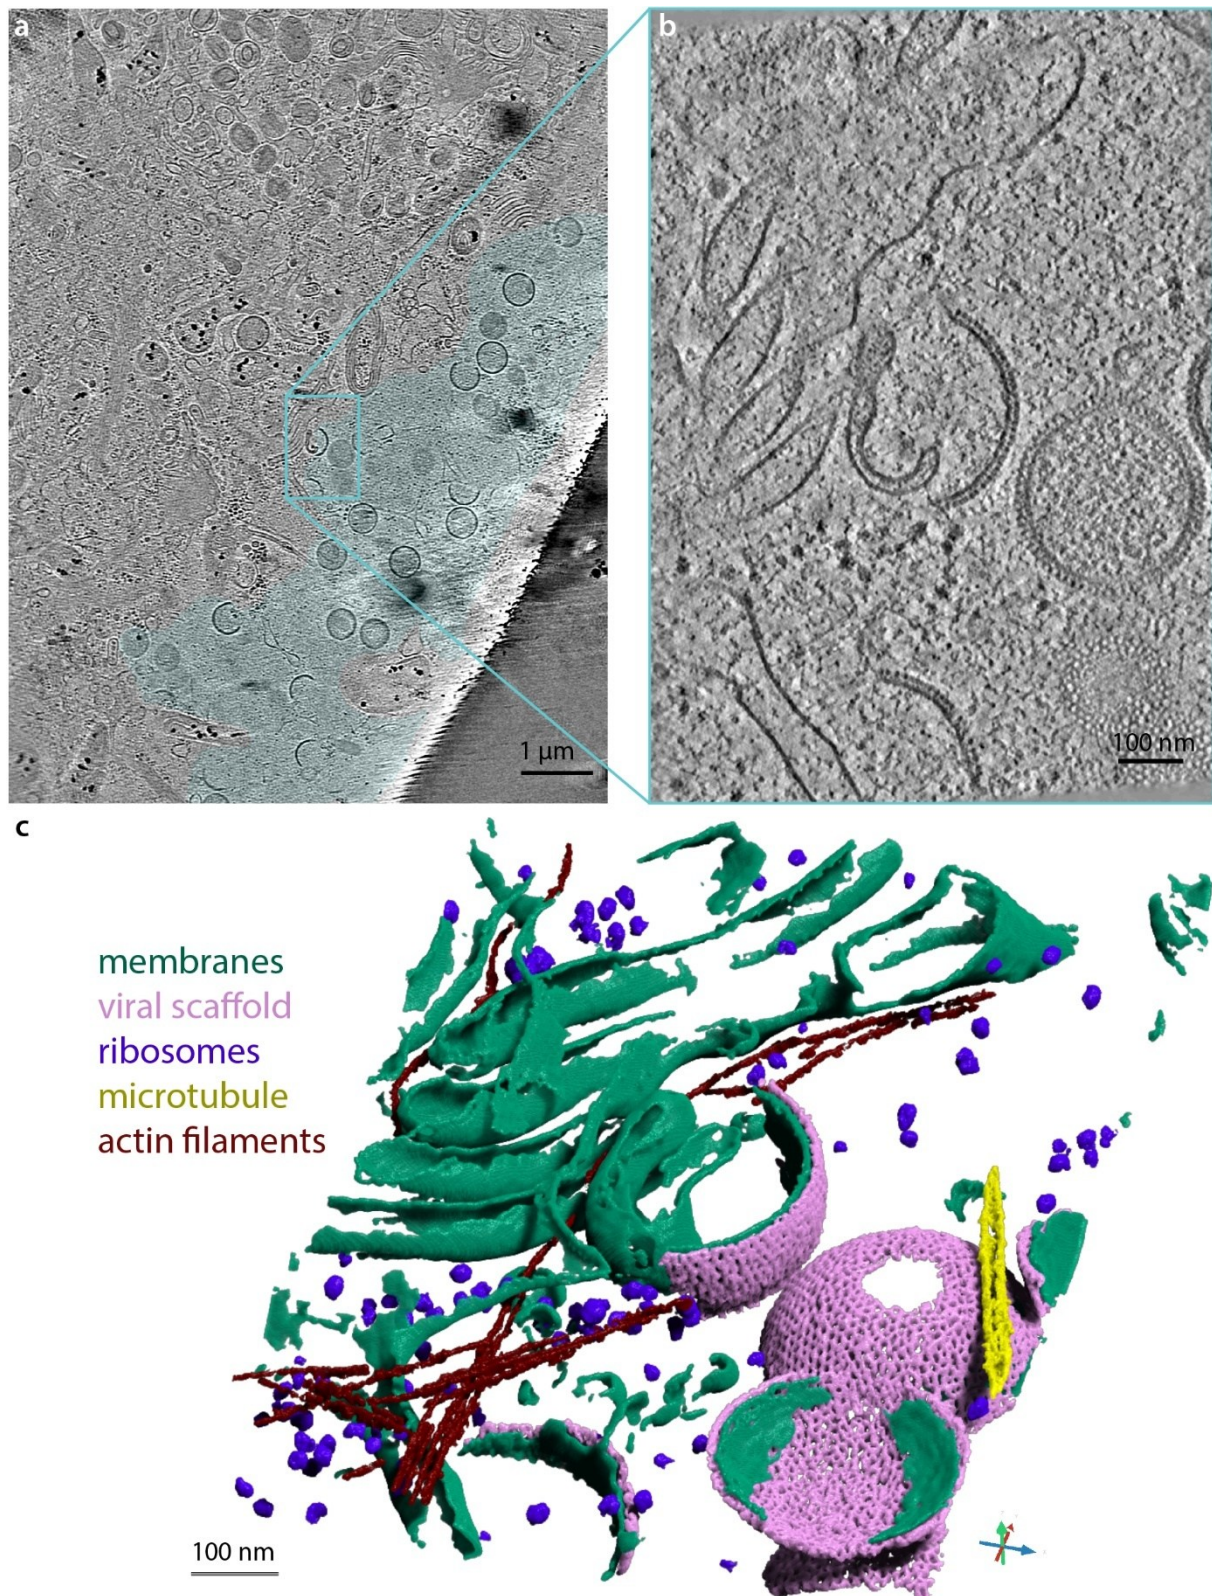 a
b
1 µm
100 nm
c
membranes
viral scaffold
ribosomes
microtubule
actin filaments
100 nm